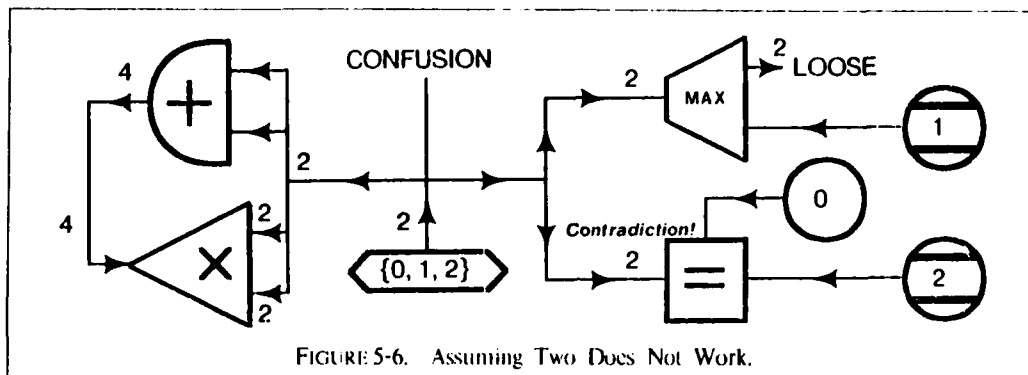 4
+
4
2
2
×
2
CONFUSION
2
{0, 1, 2}
2
MAX
2
LOOSE
1
0
Contradiction!
2
=
2
FIGURE 5-6. Assuming Two Does Not Work.